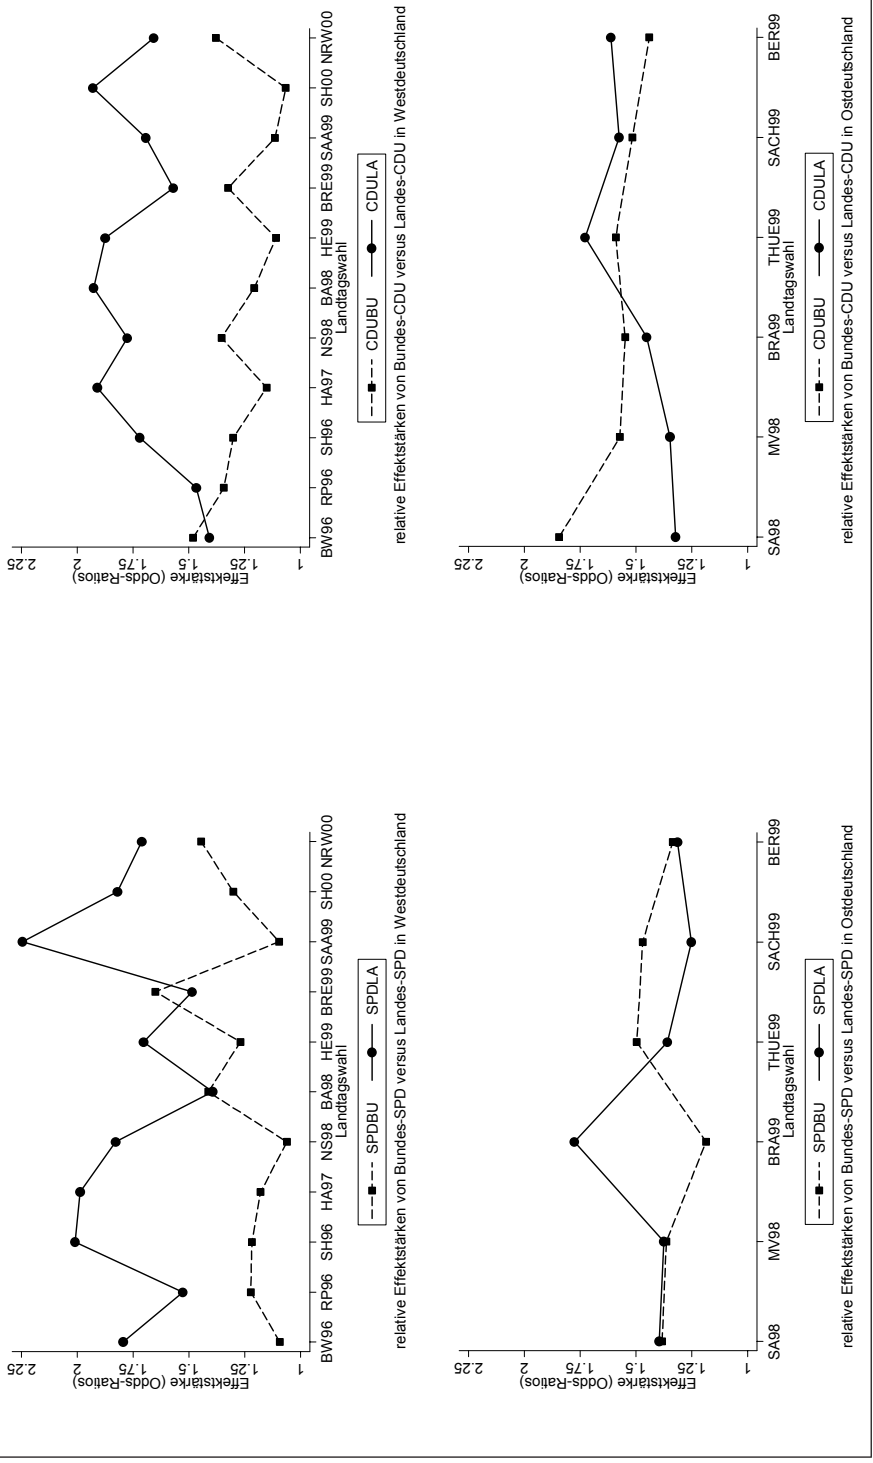 Effektstärke (Odds-Ratios)
2.25
2
1.75
1.5
1.25
1
BW96 RP96 SH96 HA97 NS98 BA98 HE99 BRE99 SAA99 SH00 NRW00
Landtagswahl
SPDBU SPDLA
relative Effektstärken von Bundes-SPD versus Landes-SPD in Westdeutschland
Effektstärke (Odds-Ratios)
2.25
2
1.75
1.5
1.25
1
BW96 RP96 SH96 HA97 NS98 BA98 HE99 BRE99 SAA99 SH00 NRW00
Landtagswahl
CDUBU CDULA
relative Effektstärken von Bundes-CDU versus Landes-CDU in Westdeutschland
Effektstärke (Odds-Ratios)
2.25
2
1.75
1.5
1.25
1
SA98 MV98 BRA99 THUE99 SACH99 BER99
Landtagswahl
SPDBU SPDLA
relative Effektstärken von Bundes-SPD versus Landes-SPD in Ostdeutschland
Effektstärke (Odds-Ratios)
2.25
2
1.75
1.5
1.25
1
SA98 MV98 BRA99 THUE99 SACH99 BER99
Landtagswahl
CDUBU CDULA
relative Effektstärken von Bundes-CDU versus Landes-CDU in Ostdeutschland